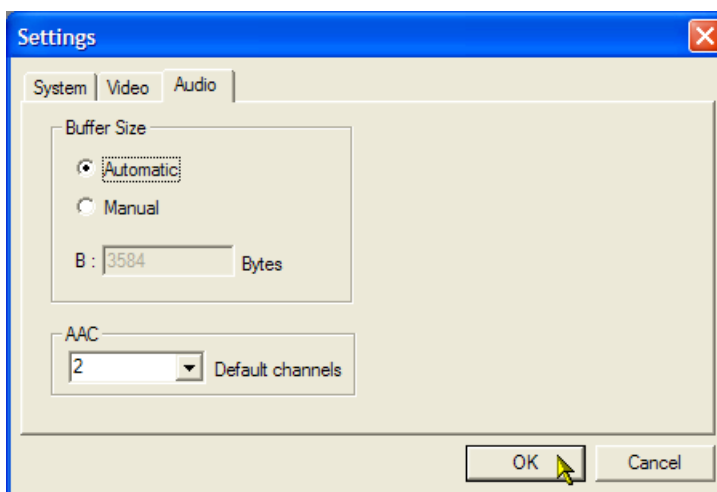 Settings
System Video Audio
Buffer Size
Automatic
Manual
B : 3584 Bytes
AAC
2 Default channels
OK Cancel